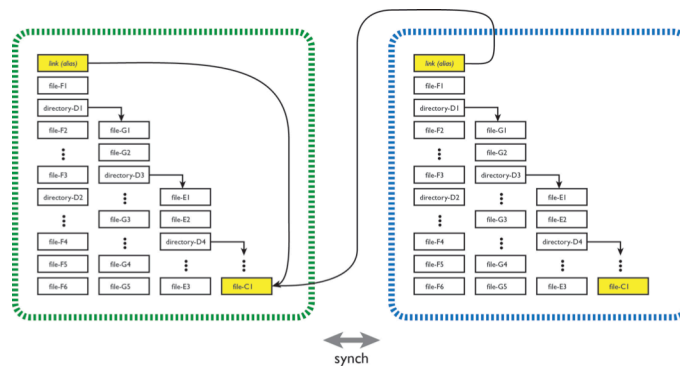 link (alias)
file-F1
directory-D1
file-F2
file-G1
file-G2
file-F3
directory-D3
directory-D2
file-E1
file-G3
file-E2
file-F4
directory-D4
file-F5
file-G4
file-F6
file-G5
file-E3
file-C1
link (alias)
file-F1
directory-D1
file-F2
file-G1
file-G2
file-F3
directory-D3
directory-D2
file-E1
file-G3
file-E2
file-F4
directory-D4
file-F5
file-G4
file-F6
file-G5
file-E3
file-C1
synch